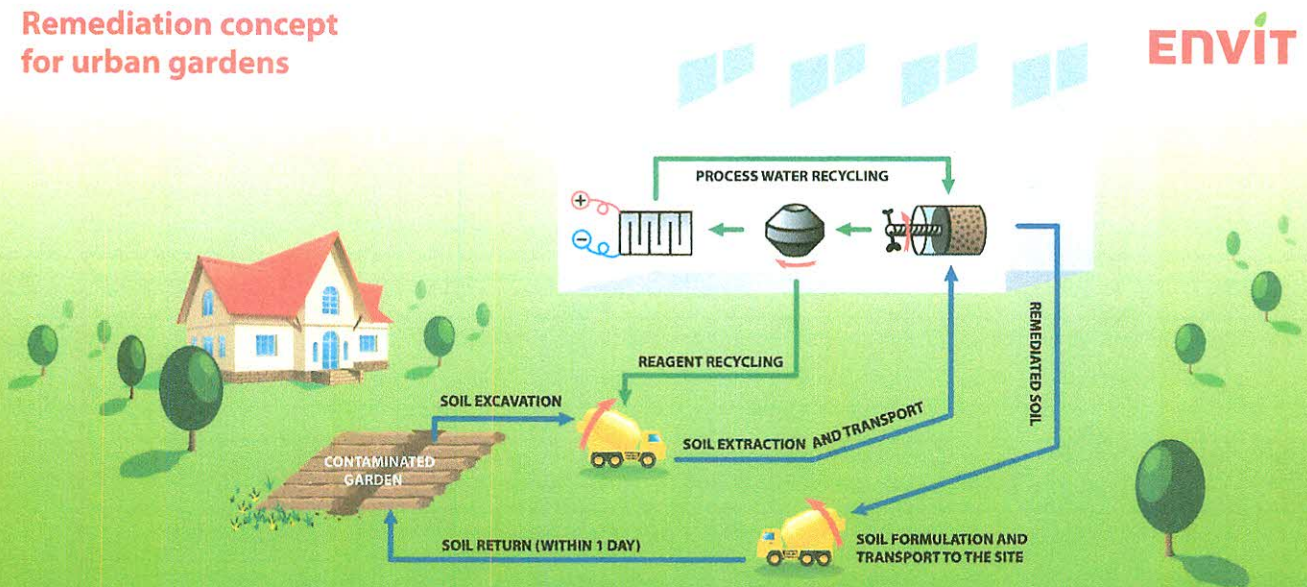 Remediation concept
for urban gardens
ENVIT
PROCESS WATER RECYCLING
+
−
REMEDIATED SOIL
REAGENT RECYCLING
SOIL EXCAVATION
SOIL EXTRACTION AND TRANSPORT
CONTAMINATED
GARDEN
SOIL RETURN (WITHIN 1 DAY)
SOIL FORMULATION AND
TRANSPORT TO THE SITE